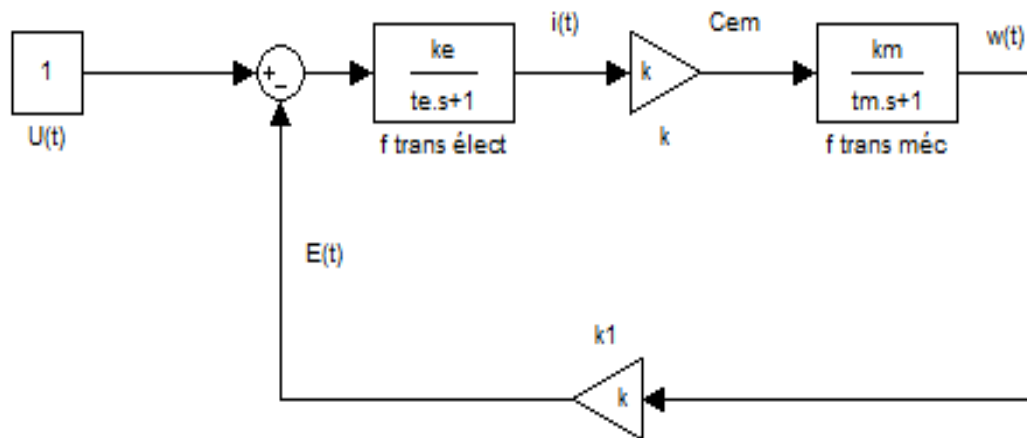 1
U(t)
+
−
ke
te.s+1
f trans élect
i(t)
k
k
Cem
km
tm.s+1
f trans méc
w(t)
E(t)
k1
k